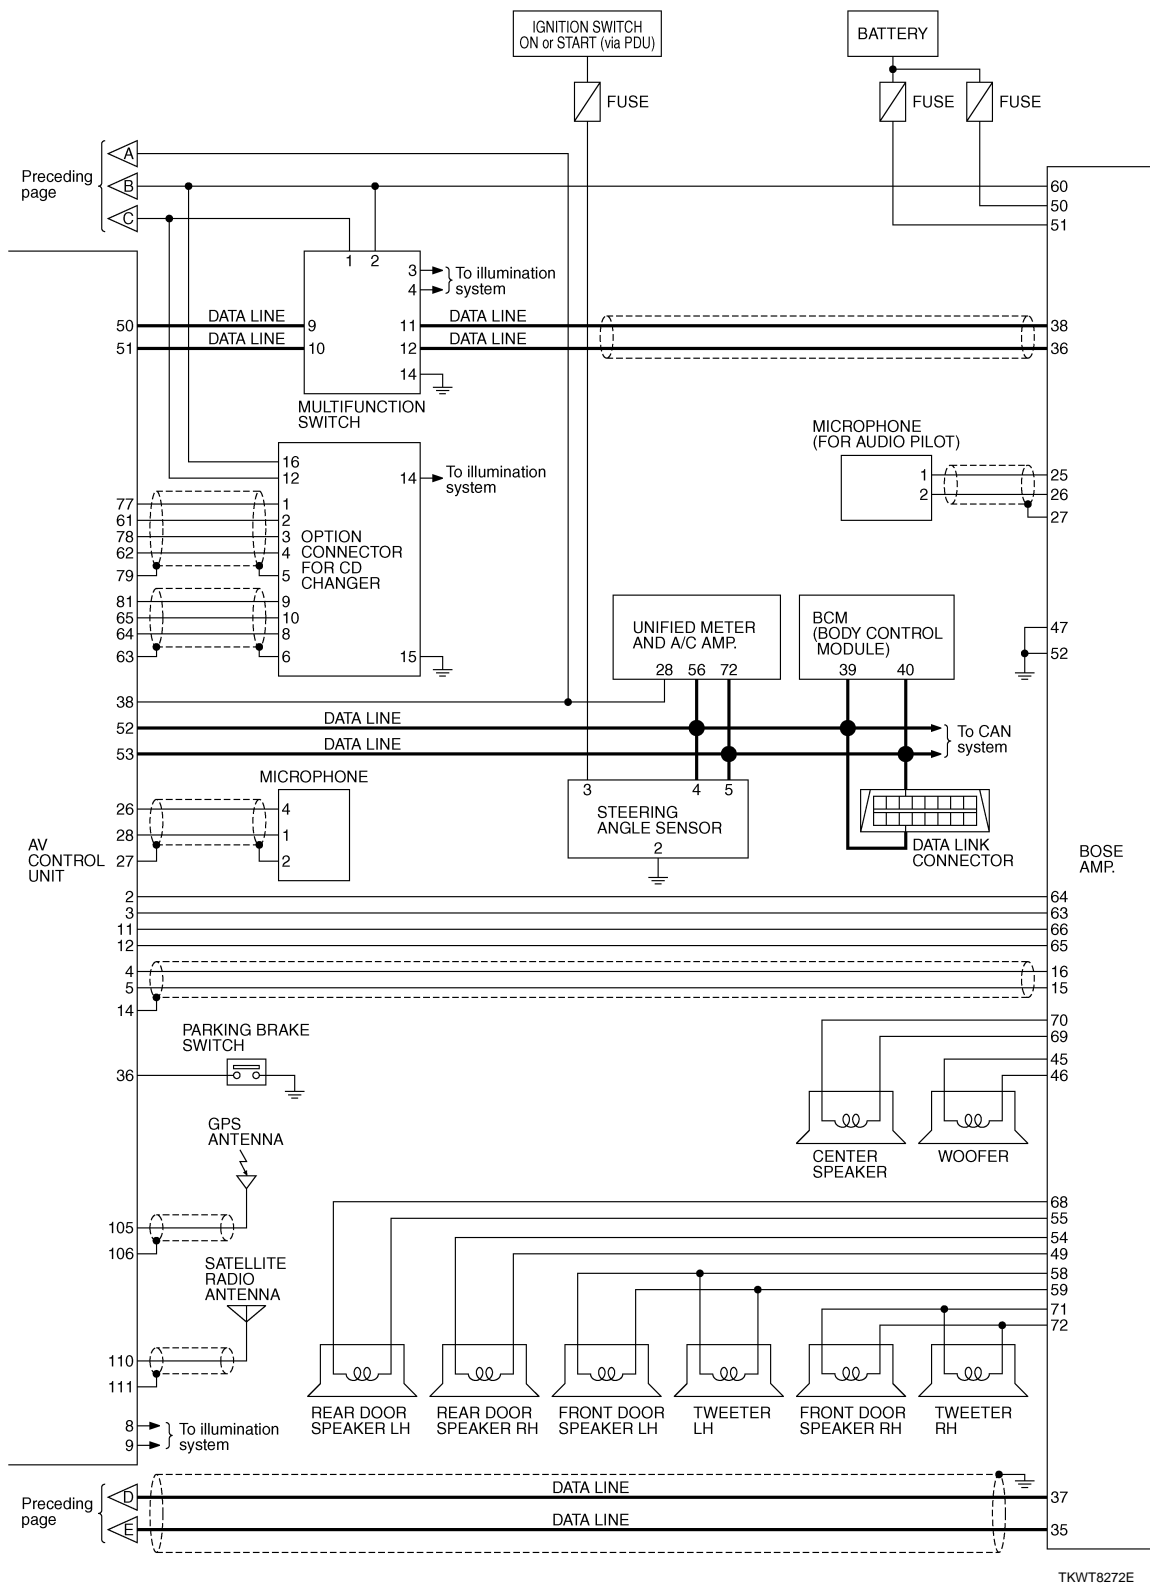 IGNITION SWITCH
ON or START (via PDU)
BATTERY
FUSE
FUSE
FUSE
Preceding
page
A
B
C
60
50
51
1
2
3
4
To illumination
system
50
DATA LINE
9
11
DATA LINE
38
51
DATA LINE
10
12
DATA LINE
36
14
MULTIFUNCTION
SWITCH
MICROPHONE
(FOR AUDIO PILOT)
1
2
25
26
27
16
12
14
To illumination
system
77
61
78
62
79
1
2
3
4
5
OPTION
CONNECTOR
FOR CD
CHANGER
81
65
64
63
9
10
8
6
15
UNIFIED METER
AND A/C AMP.
28
56
72
BCM
(BODY CONTROL
MODULE)
39
40
47
52
38
52
DATA LINE
53
DATA LINE
To CAN
system
MICROPHONE
26
28
27
4
1
2
3
4
5
STEERING
ANGLE SENSOR
2
DATA LINK
CONNECTOR
AV
CONTROL
UNIT
BOSE
AMP.
2
3
11
12
4
5
14
64
63
66
65
16
15
70
69
45
46
PARKING BRAKE
SWITCH
36
CENTER
SPEAKER
WOOFER
GPS
ANTENNA
105
106
SATELLITE
RADIO
ANTENNA
110
111
68
55
54
49
58
59
71
72
REAR DOOR
SPEAKER LH
REAR DOOR
SPEAKER RH
FRONT DOOR
SPEAKER LH
TWEETER
LH
FRONT DOOR
SPEAKER RH
TWEETER
RH
8
9
To illumination
system
Preceding
page
D
DATA LINE
37
E
DATA LINE
35
TKWT8272E